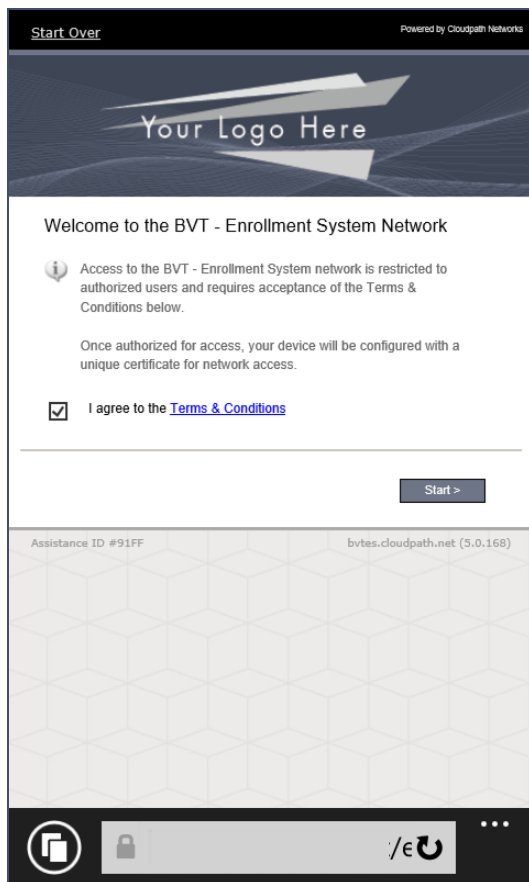 Start Over
Powered by Cloudpath Networks
Your Logo Here
Welcome to the BVT - Enrollment System Network
Access to the BVT - Enrollment System network is restricted to
authorized users and requires acceptance of the Terms &
Conditions below.
Once authorized for access, your device will be configured with a
unique certificate for network access.
I agree to the Terms & Conditions
Start >
Assistance ID #91FF
bvtes.cloudpath.net (5.0.168)